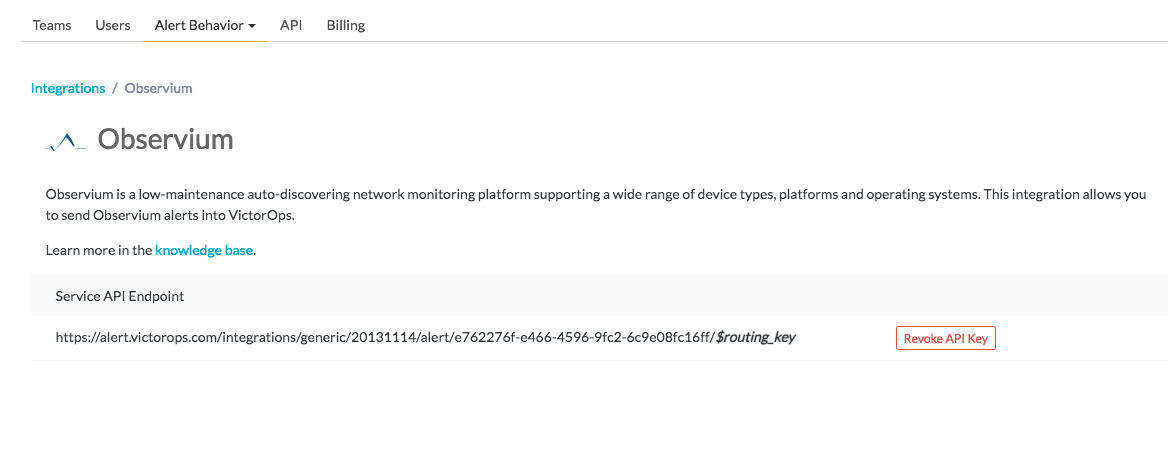 Teams Users Alert Behavior API Billing
Integrations / Observium
Observium
Observium is a low-maintenance auto-discovering network monitoring platform supporting a wide range of device types, platforms and operating systems. This integration allows you
to send Observium alerts into VictorOps.
Learn more in the knowledge base.
Service API Endpoint
https://alert.victorops.com/integrations/generic/20131114/alert/e762276f-e466-4596-9fc2-6c9e08fc16ff/$routing_key Revoke API Key